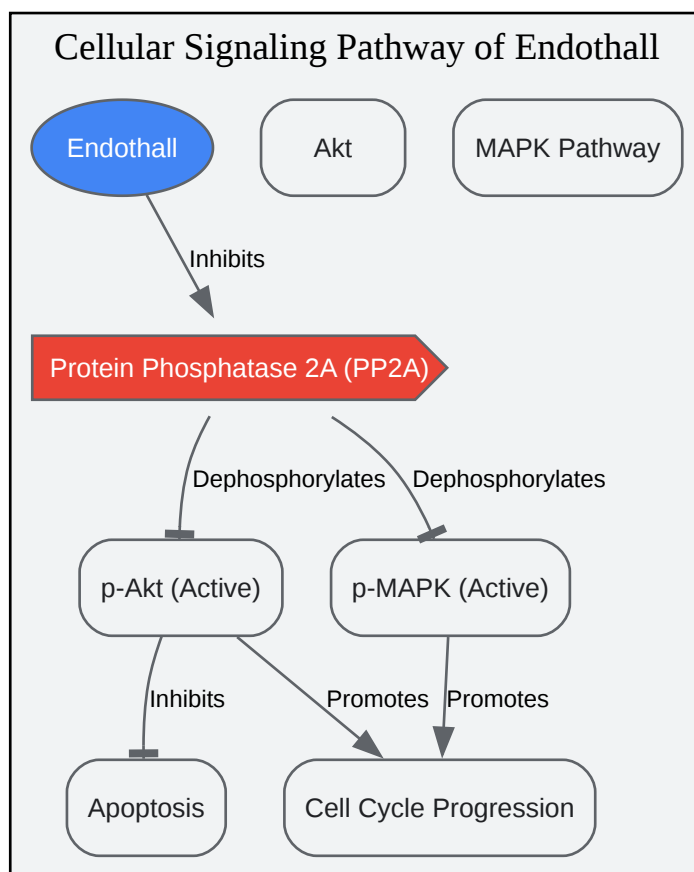 Cellular Signaling Pathway of Endothall
Endothall
Akt
MAPK Pathway
Inhibits
Protein Phosphatase 2A (PP2A)
Dephosphorylates
Dephosphorylates
p-Akt (Active)
p-MAPK (Active)
Inhibits
Promotes
Promotes
Apoptosis
Cell Cycle Progression